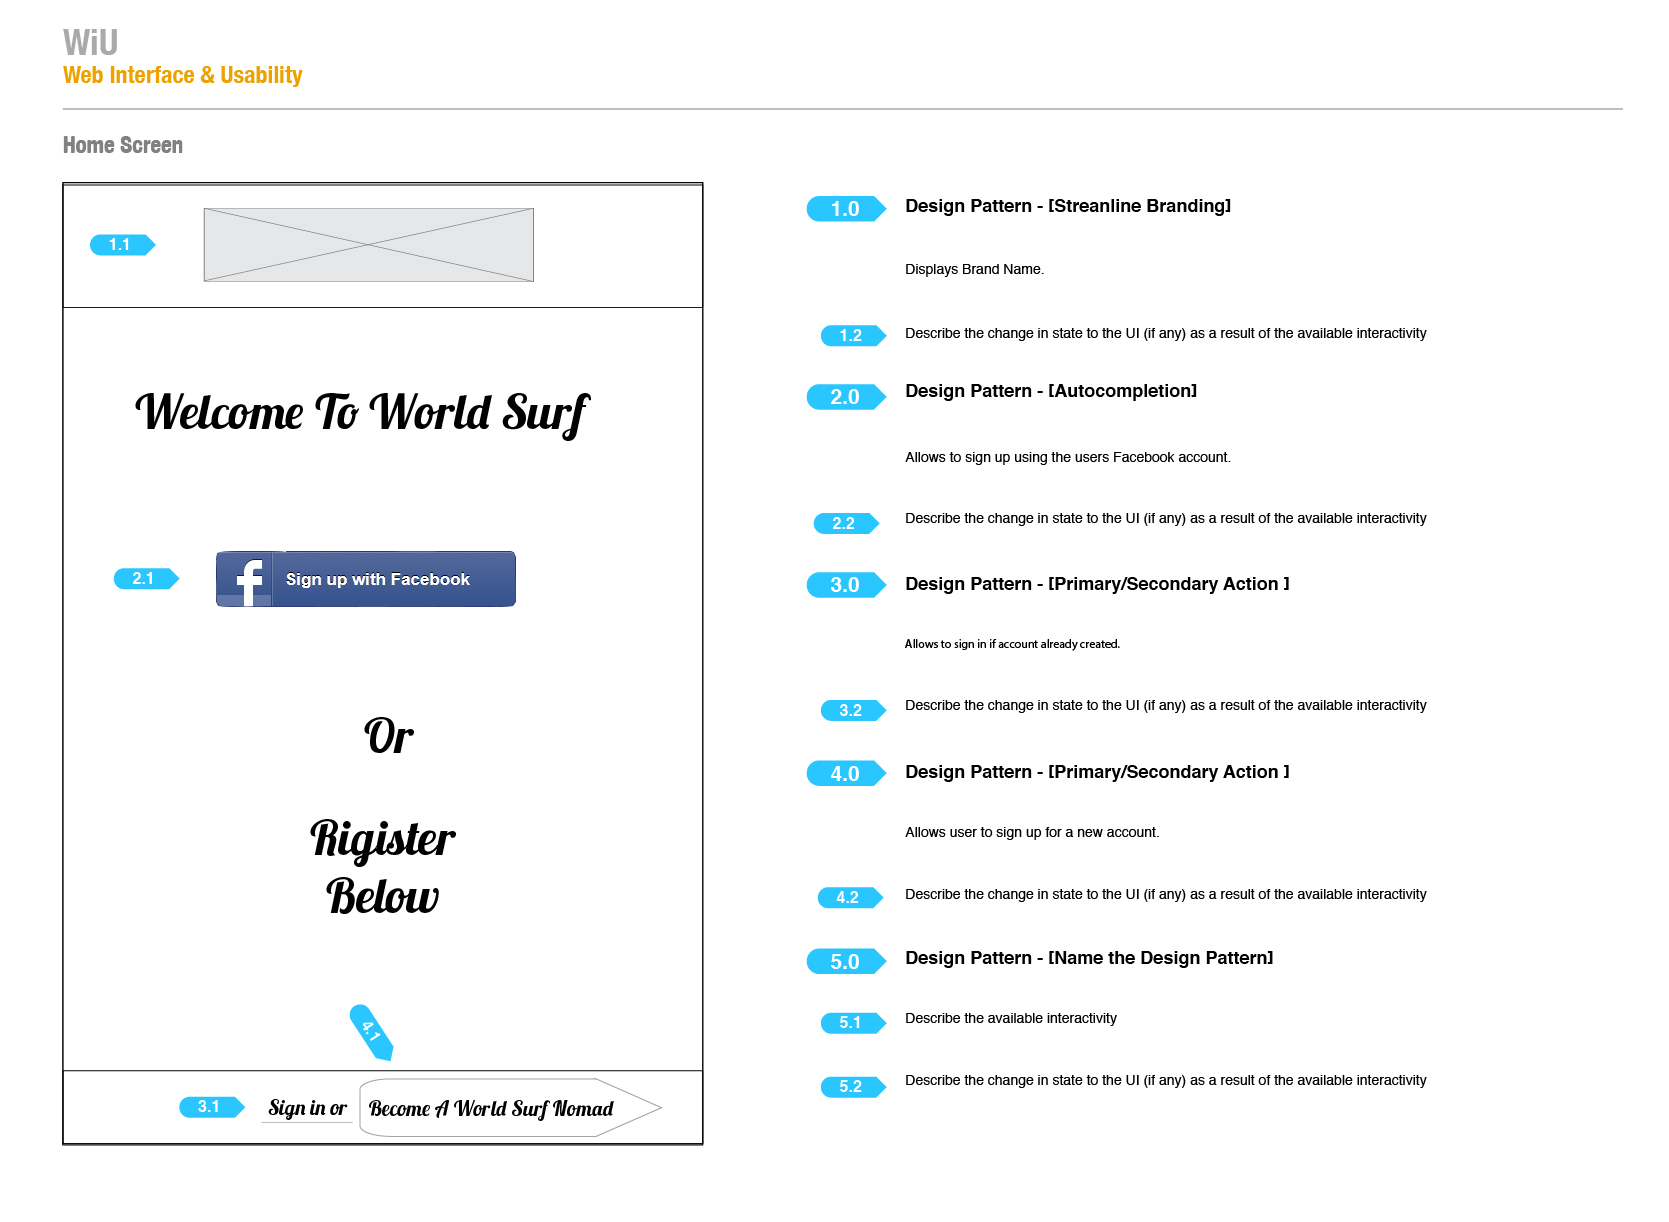 WiU
Web Interface & Usability
Home Screen
1.1
Welcome To World Surf
2.1
f
Sign up with Facebook
Or
Rigister
Below
4.1
3.1
Sign in or
Become A World Surf Nomad
1.0
Design Pattern - [Streanline Branding]
Displays Brand Name.
1.2
Describe the change in state to the UI (if any) as a result of the available interactivity
2.0
Design Pattern - [Autocompletion]
Allows to sign up using the users Facebook account.
2.2
Describe the change in state to the UI (if any) as a result of the available interactivity
3.0
Design Pattern - [Primary/Secondary Action ]
Allows to sign in if account already created.
3.2
Describe the change in state to the UI (if any) as a result of the available interactivity
4.0
Design Pattern - [Primary/Secondary Action ]
Allows user to sign up for a new account.
4.2
Describe the change in state to the UI (if any) as a result of the available interactivity
5.0
Design Pattern - [Name the Design Pattern]
5.1
Describe the available interactivity
5.2
Describe the change in state to the UI (if any) as a result of the available interactivity